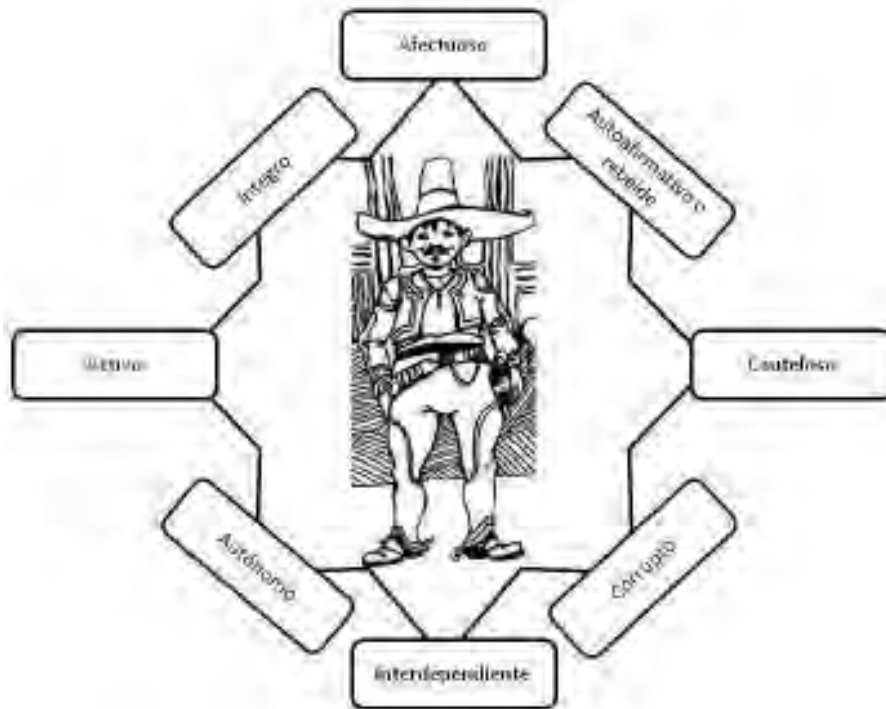 Afectuoso
Íntegro
Autoafirmativo o
rebelde
Cauteloso
Autónomo
Corrupto
Interdependiente